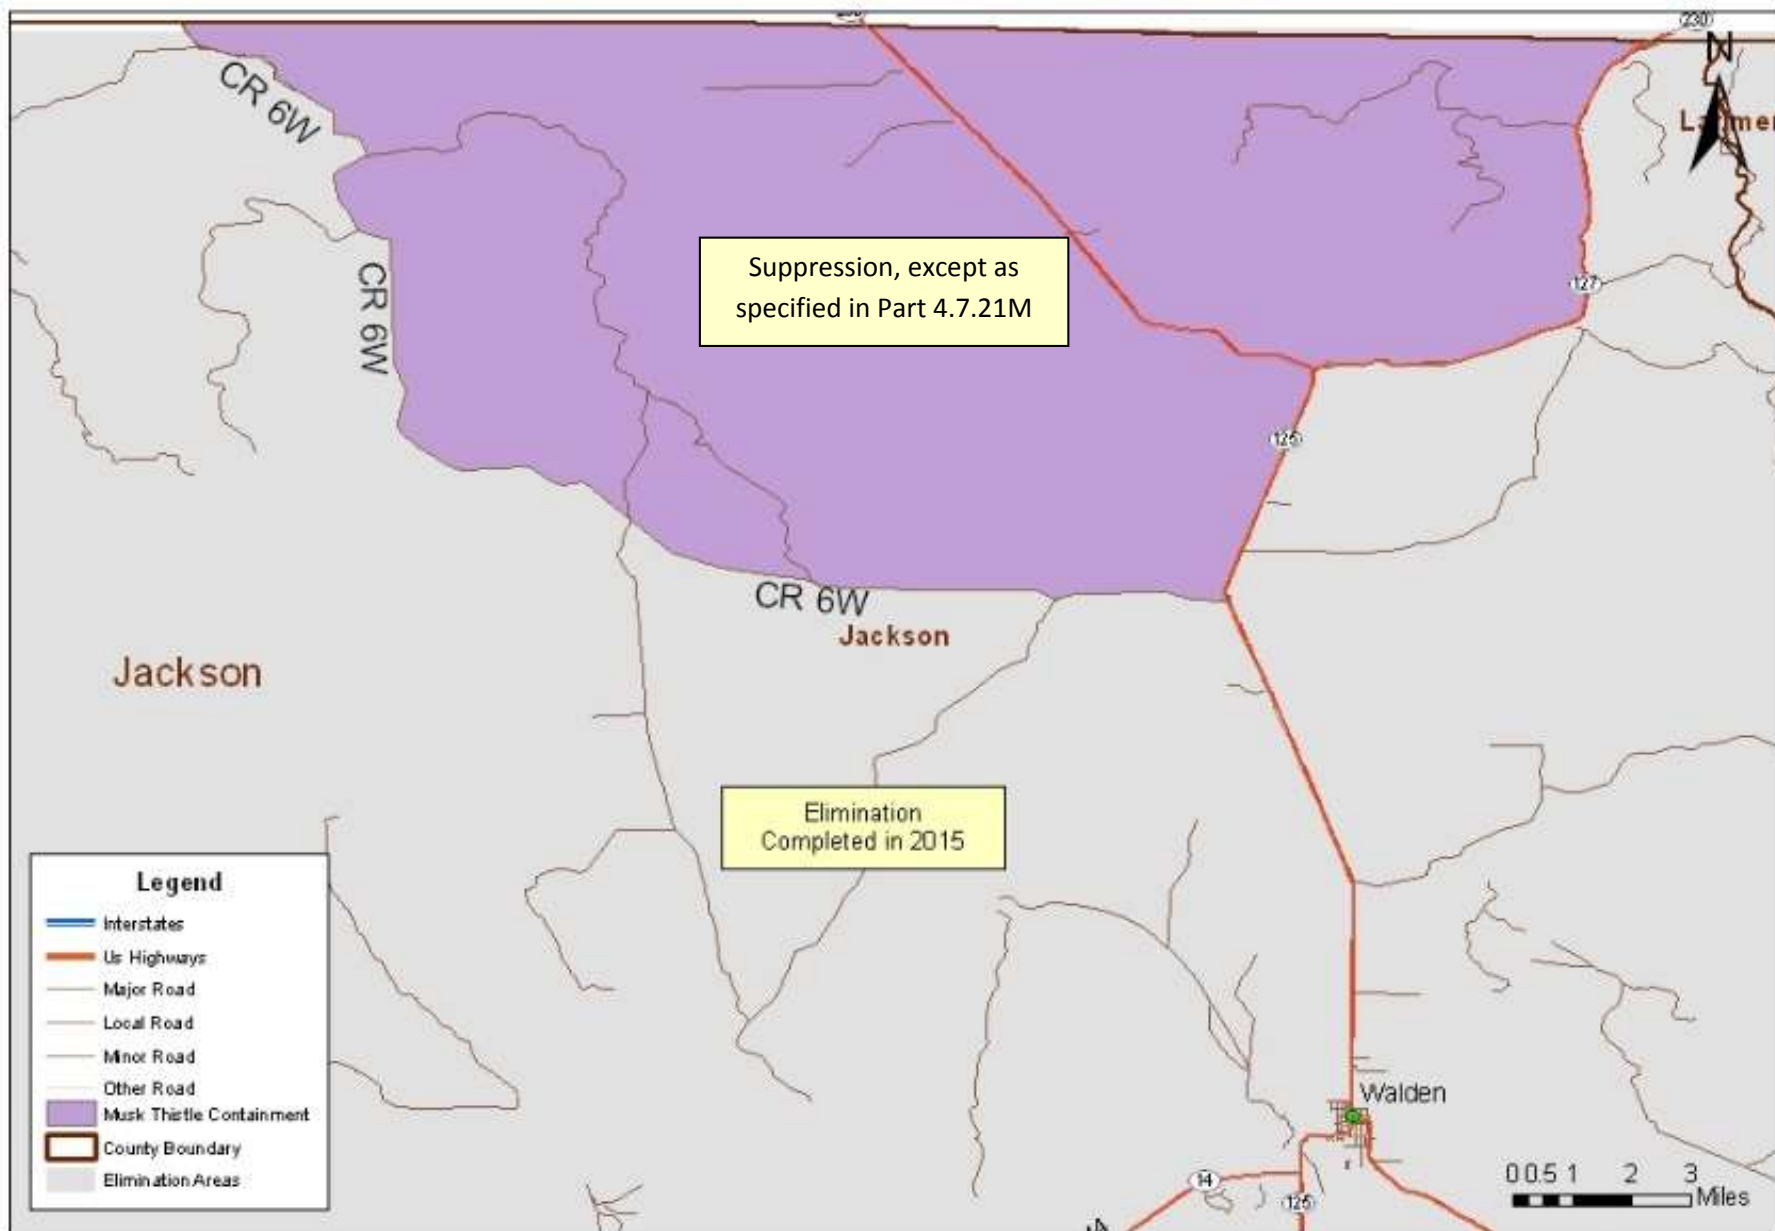 230
N
CR 6W
Larimer
CR 6W
127
Suppression, except as
specified in Part 4.7.21M
125
CR 6W
Jackson
Jackson
Elimination
Completed in 2015
Legend
Interstates
Us Highways
Major Road
Local Road
Minor Road
Other Road
Musk Thistle Containment
County Boundary
Elimination Areas
Walden
14
125
0 0.5 1 2 3
Miles